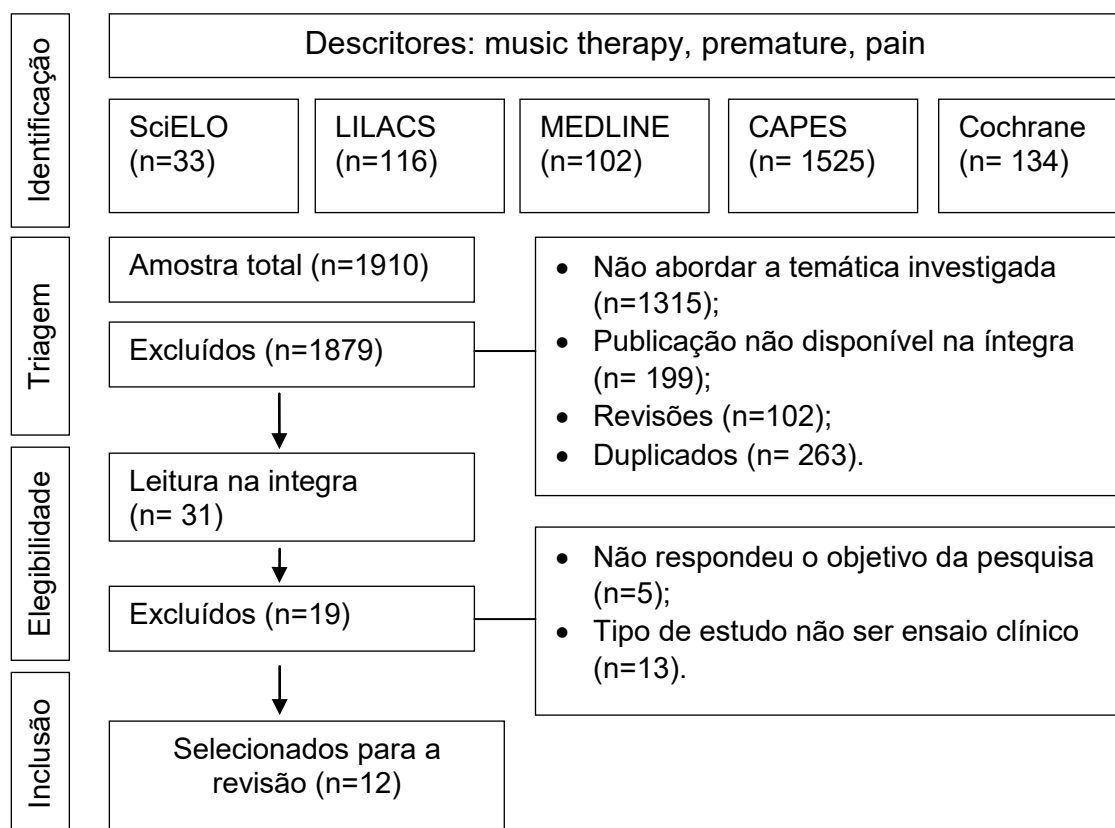 Identificação
Descritores: music therapy, premature, pain
SciELO
(n=33)
LILACS
(n=116)
MEDLINE
(n=102)
CAPES
(n= 1525)
Cochrane
(n= 134)
Triagem
Amostra total (n=1910)
Excluídos (n=1879)
• Não abordar a temática investigada
(n=1315);
• Publicação não disponível na íntegra
(n= 199);
• Revisões (n=102);
• Duplicados (n= 263).
Elegibilidade
Leitura na integra
(n= 31)
Excluídos (n=19)
• Não respondeu o objetivo da pesquisa
(n=5);
• Tipo de estudo não ser ensaio clínico
(n=13).
Inclusão
Selecionados para a
revisão (n=12)